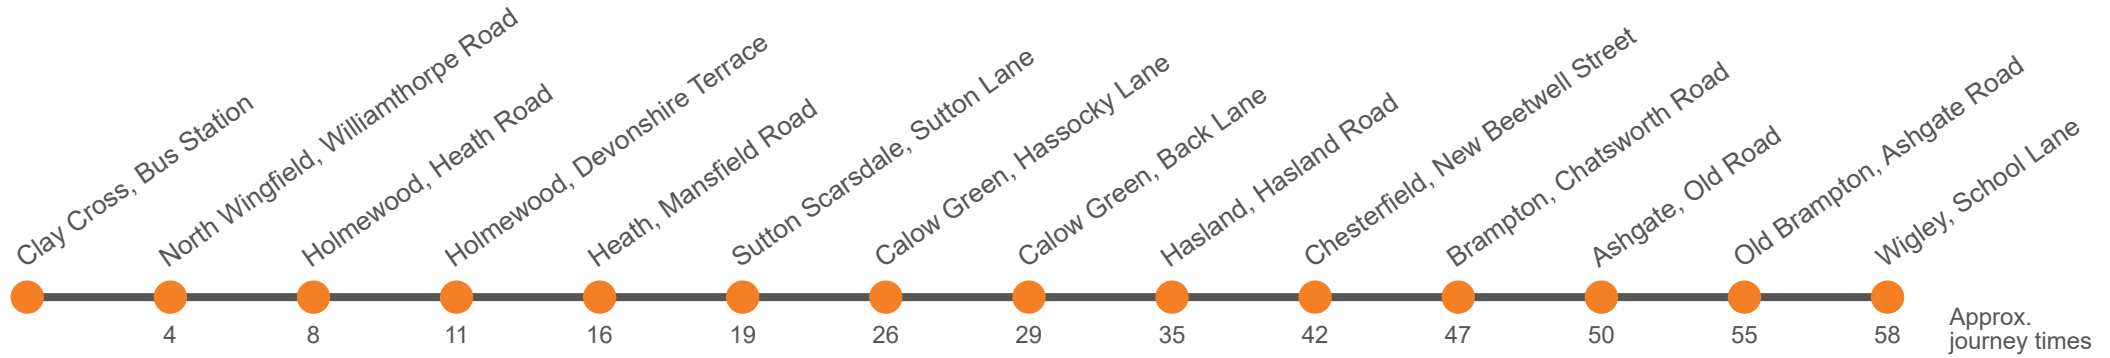 Clay Cross, Bus Station
North Wingfield, Williamthorpe Road
Holmewood, Heath Road
Holmewood, Devonshire Terrace
Heath, Mansfield Road
Sutton Scarsdale, Sutton Lane
Calow Green, Hassocky Lane
Calow Green, Back Lane
Hasland, Hasland Road
Chesterfield, New Beetwell Street
Brampton, Chatsworth Road
Ashgate, Old Road
Old Brampton, Ashgate Road
Wigley, School Lane
4 8 11 16 19 26 29 35 42 47 50 55 58
Approx.
journey times